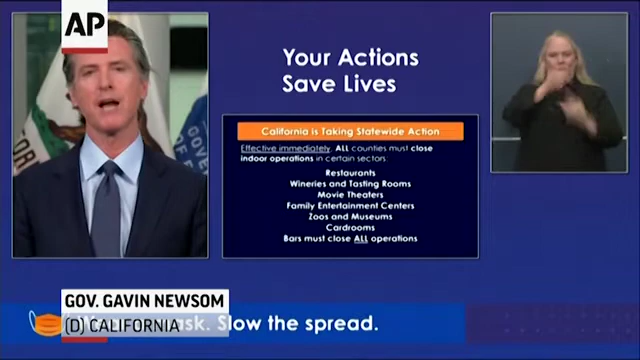 AP
Your Actions
Save Lives
California is Taking Statewide Action
Effective immediately, ALL counties must close
indoor operations in certain sectors:
Restaurants
Wineries and Tasting Rooms
Movie Theaters
Family Entertainment Centers
Zoos and Museums
Cardrooms
Bars must close ALL operations
GOV. GAVIN NEWSOM
(D) CALIFORNIA
Slow the spread.